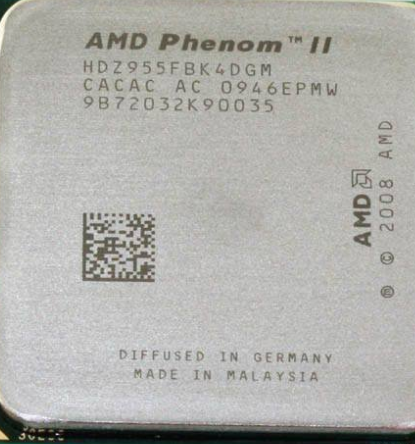 AMD Phenom™ II
HDZ955FBK4DGM
CACAC AC 0946EPMW
9B72032K90035
AMD
® © 2008 AMD
DIFFUSED IN GERMANY
MADE IN MALAYSIA